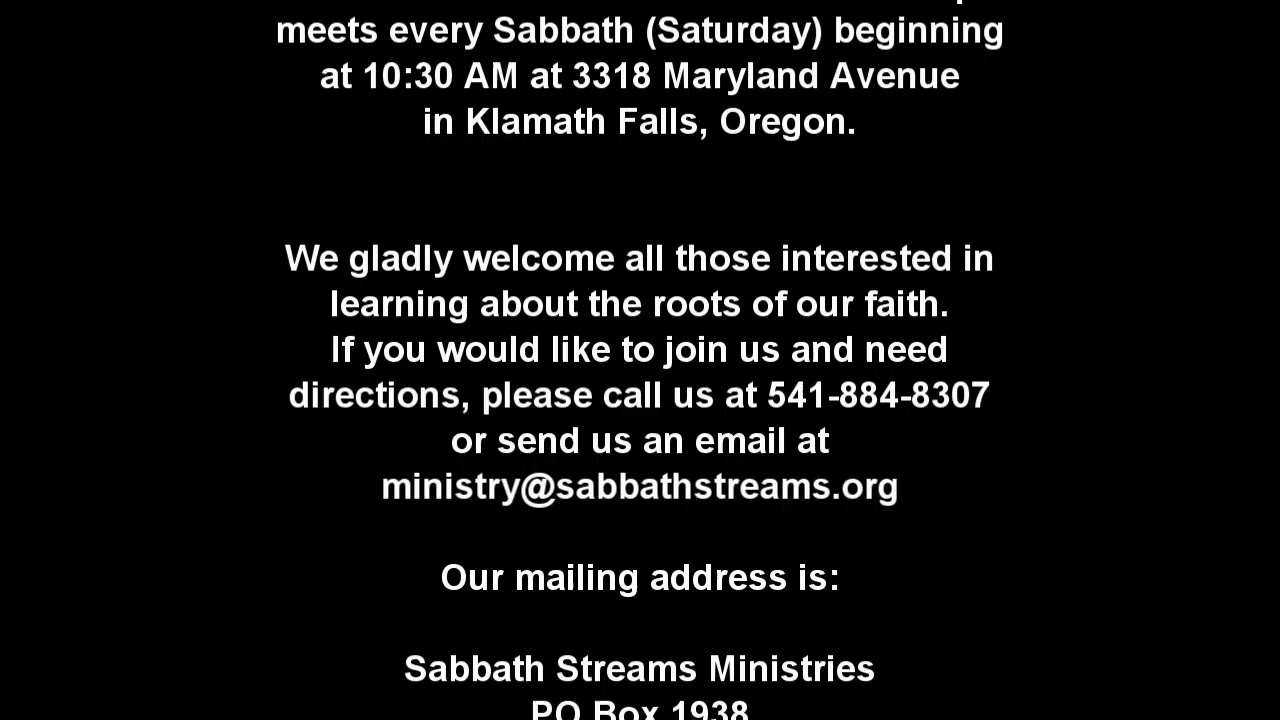 meets every Sabbath (Saturday) beginning
at 10:30 AM at 3318 Maryland Avenue
in Klamath Falls, Oregon.
We gladly welcome all those interested in
learning about the roots of our faith.
If you would like to join us and need
directions, please call us at 541-884-8307
or send us an email at
ministry@sabbathstreams.org
Our mailing address is:
Sabbath Streams Ministries
PO Box 1938